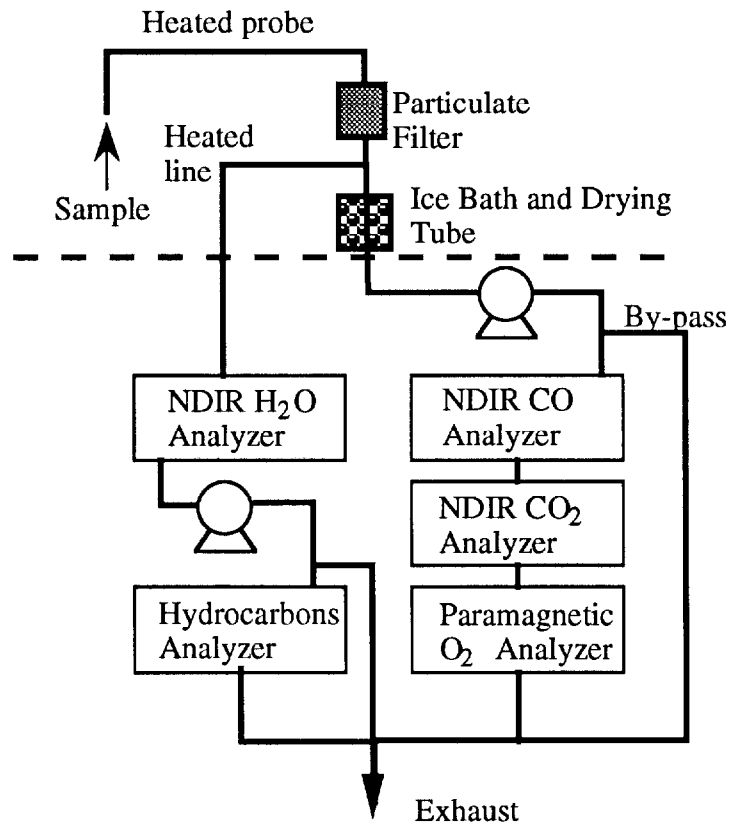 Heated probe
Particulate
Filter
Heated
line
Sample
Ice Bath and Drying
Tube
By-pass
NDIR H₂O
Analyzer
NDIR CO
Analyzer
NDIR CO₂
Analyzer
Hydrocarbons
Analyzer
Paramagnetic
O₂ Analyzer
Exhaust